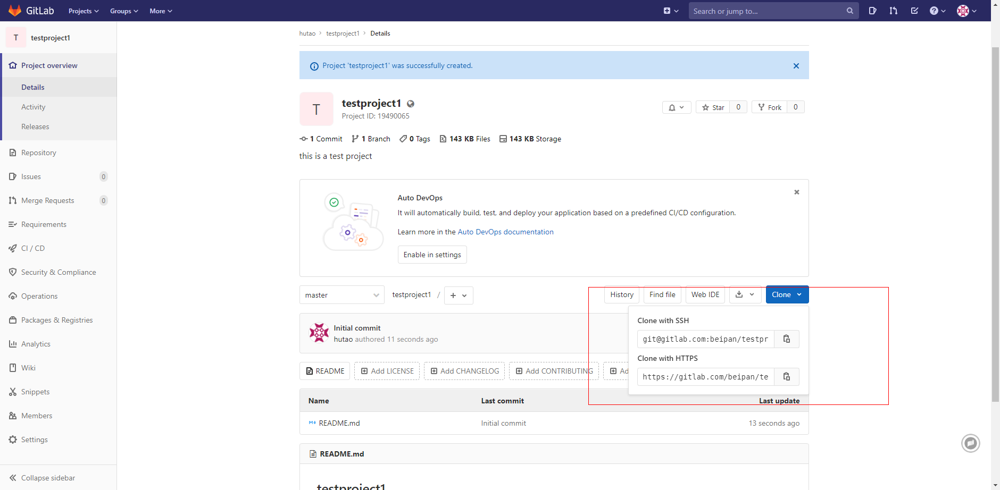 GitLab Projects Groups More Search or jump to...
T testproject1
Project overview
Details
Activity
Releases
Repository
Issues 0
Merge Requests 0
Requirements
CI / CD
Security & Compliance
Operations
Packages & Registries
Analytics
Wiki
Snippets
Members
Settings
Collapse sidebar
hutao > testproject1 > Details
Project 'testproject1' was successfully created.
T
testproject1
Project ID: 19490065
Star 0 Fork 0
1 Commit 1 Branch 0 Tags 143 KB Files 143 KB Storage
this is a test project
Auto DevOps
It will automatically build, test, and deploy your application based on a predefined CI/CD configuration.
Learn more in the Auto DevOps documentation
Enable in settings
master testproject1 / + History Find file Web IDE Clone
Clone with SSH
git@gitlab.com:beipan/testpr
Clone with HTTPS
https://gitlab.com/beipan/te
Initial commit
hutao authored 11 seconds ago
README Add LICENSE Add CHANGELOG Add CONTRIBUTING Ad
Name Last commit Last update
README.md Initial commit 13 seconds ago
README.md
testproject1